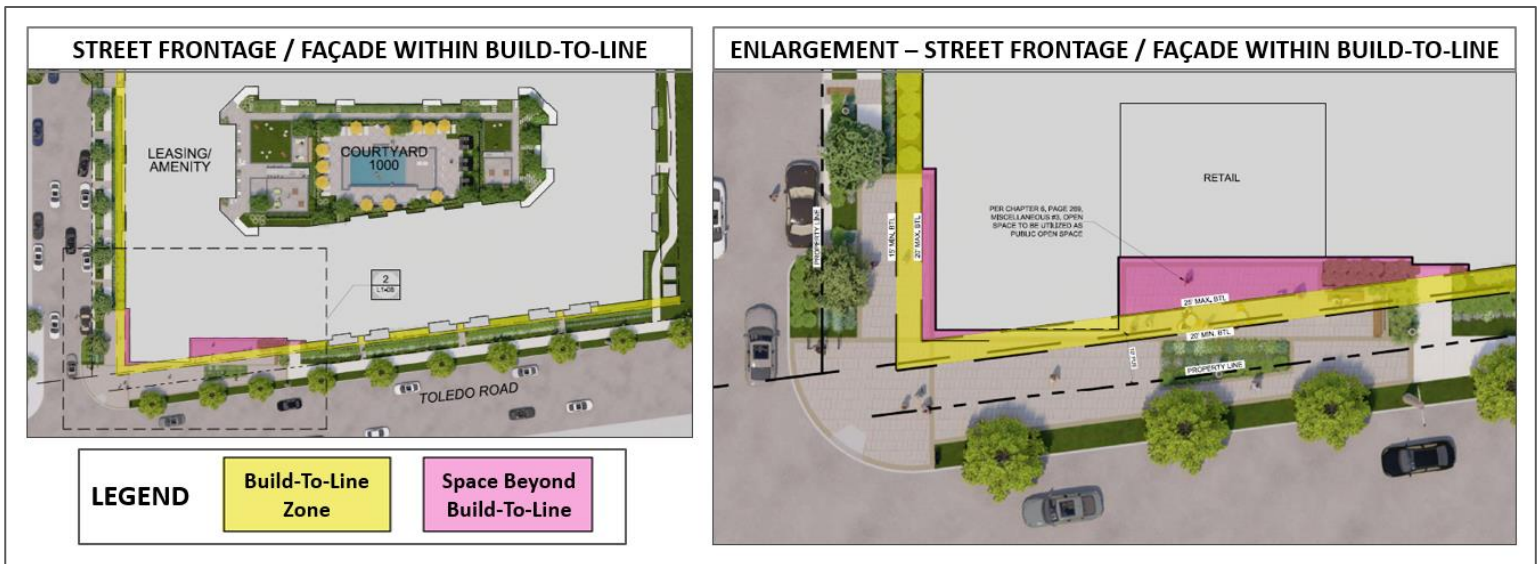 STREET FRONTAGE / FAÇADE WITHIN BUILD-TO-LINE
LEASING/
AMENITY
COURTYARD
1000
2
TOLEDO ROAD
LEGEND
Build-To-Line
Zone
Space Beyond
Build-To-Line
ENLARGEMENT – STREET FRONTAGE / FAÇADE WITHIN BUILD-TO-LINE
RETAIL
PER CHAPTER 6, PAGE 269,
MISCELLANEOUS #3, OPEN
SPACE TO BE UTILIZED AS
PUBLIC OPEN SPACE
PROPERTY LINE
15' MIN. BTL
20' MAX. BTL
25' MAX. BTL
20' MIN. BTL
PROPERTY LINE